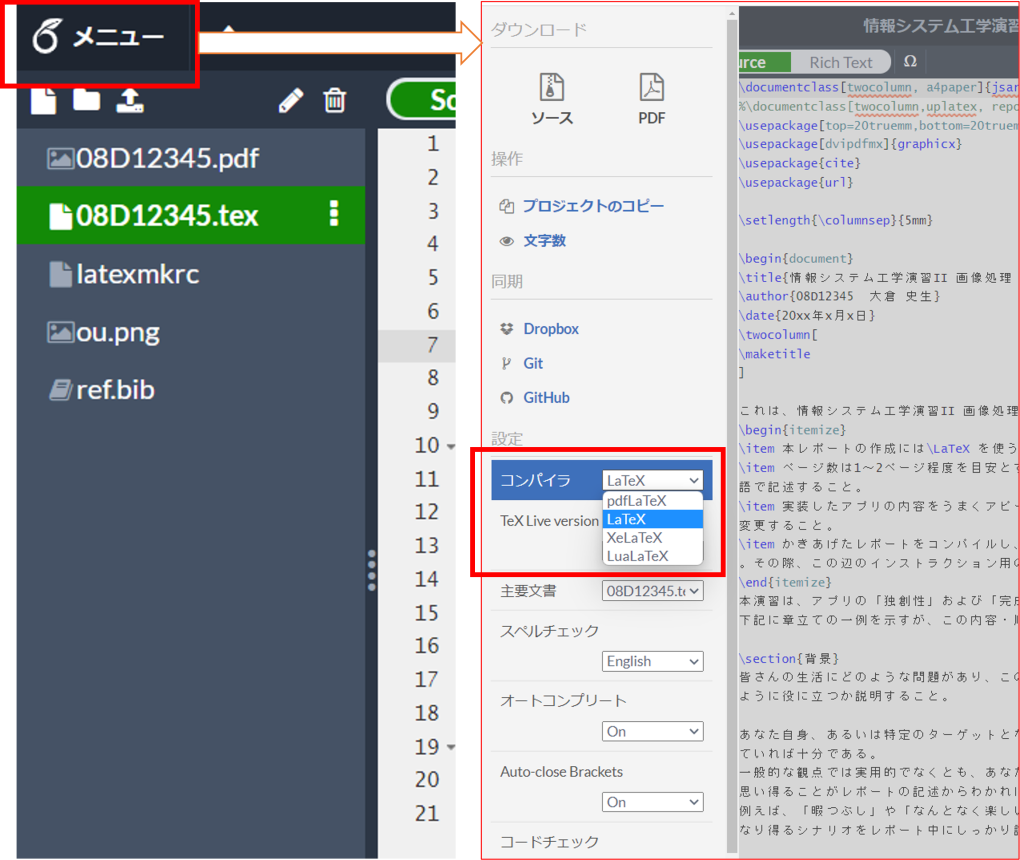 メニュー
08D12345.pdf
08D12345.tex
latexmkrc
ou.png
ref.bib
1
2
3
4
5
6
7
8
9
10
11
12
13
14
15
16
17
18
19
20
21
ダウンロード
ソース
PDF
操作
プロジェクトのコピー
文字数
同期
Dropbox
Git
GitHub
設定
コンパイラ
LaTeX
pdfLaTeX
LaTeX
XeLaTeX
LuaLaTeX
TeX Live version
主要文書
08D12345.te
スペルチェック
English
オートコンプリート
On
Auto-close Brackets
On
コードチェック
情報システム工学演習
urce
Rich Text
Ω
\documentclass[twocolumn, a4paper]{jsar
%\documentclass[twocolumn,uplatex, repo
\usepackage[top=20truemm,bottom=20truem
\usepackage[dvipdfmx]{graphicx}
\usepackage{cite}
\usepackage{url}
\setlength{\columnsep}{5mm}
\begin{document}
\title{情報システム工学演習II 画像処理
\author{08D12345 大倉 史生}
\date{20xx年x月x日}
\twocolumn[
\maketitle
]
これは、情報システム工学演習II 画像処理
\begin{itemize}
\item 本レポートの作成には\LaTeX を使う
\item ページ数は1〜2ページ程度を目安とす
語で記述すること。
\item 実装したアプリの内容をうまくアピー
変更すること。
\item かきあげたレポートをコンパイルし、
。その際、この辺のインストラクション用の
\end{itemize}
本演習は、アプリの「独創性」および「完成
下記に章立ての一例を示すが、この内容・順
\section{背景}
皆さんの生活にどのような問題があり、この
ように役に立つか説明すること。
あなた自身、あるいは特定のターゲットとな
ていれば十分である。
一般的な観点では実用的でなくとも、あなた
思い得ることがレポートの記述からわかれば
例えば、「暇つぶし」や「なんとなく楽しい
なり得るシナリオをレポート中にしっかり説